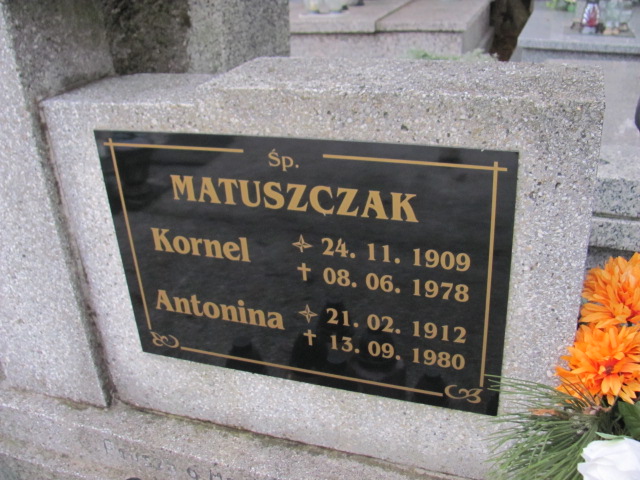 Śp.
MATUSZCZAK
Kornel 24. 11. 1909
08. 06. 1978
Antonina 21. 02. 1912
13. 09. 1980